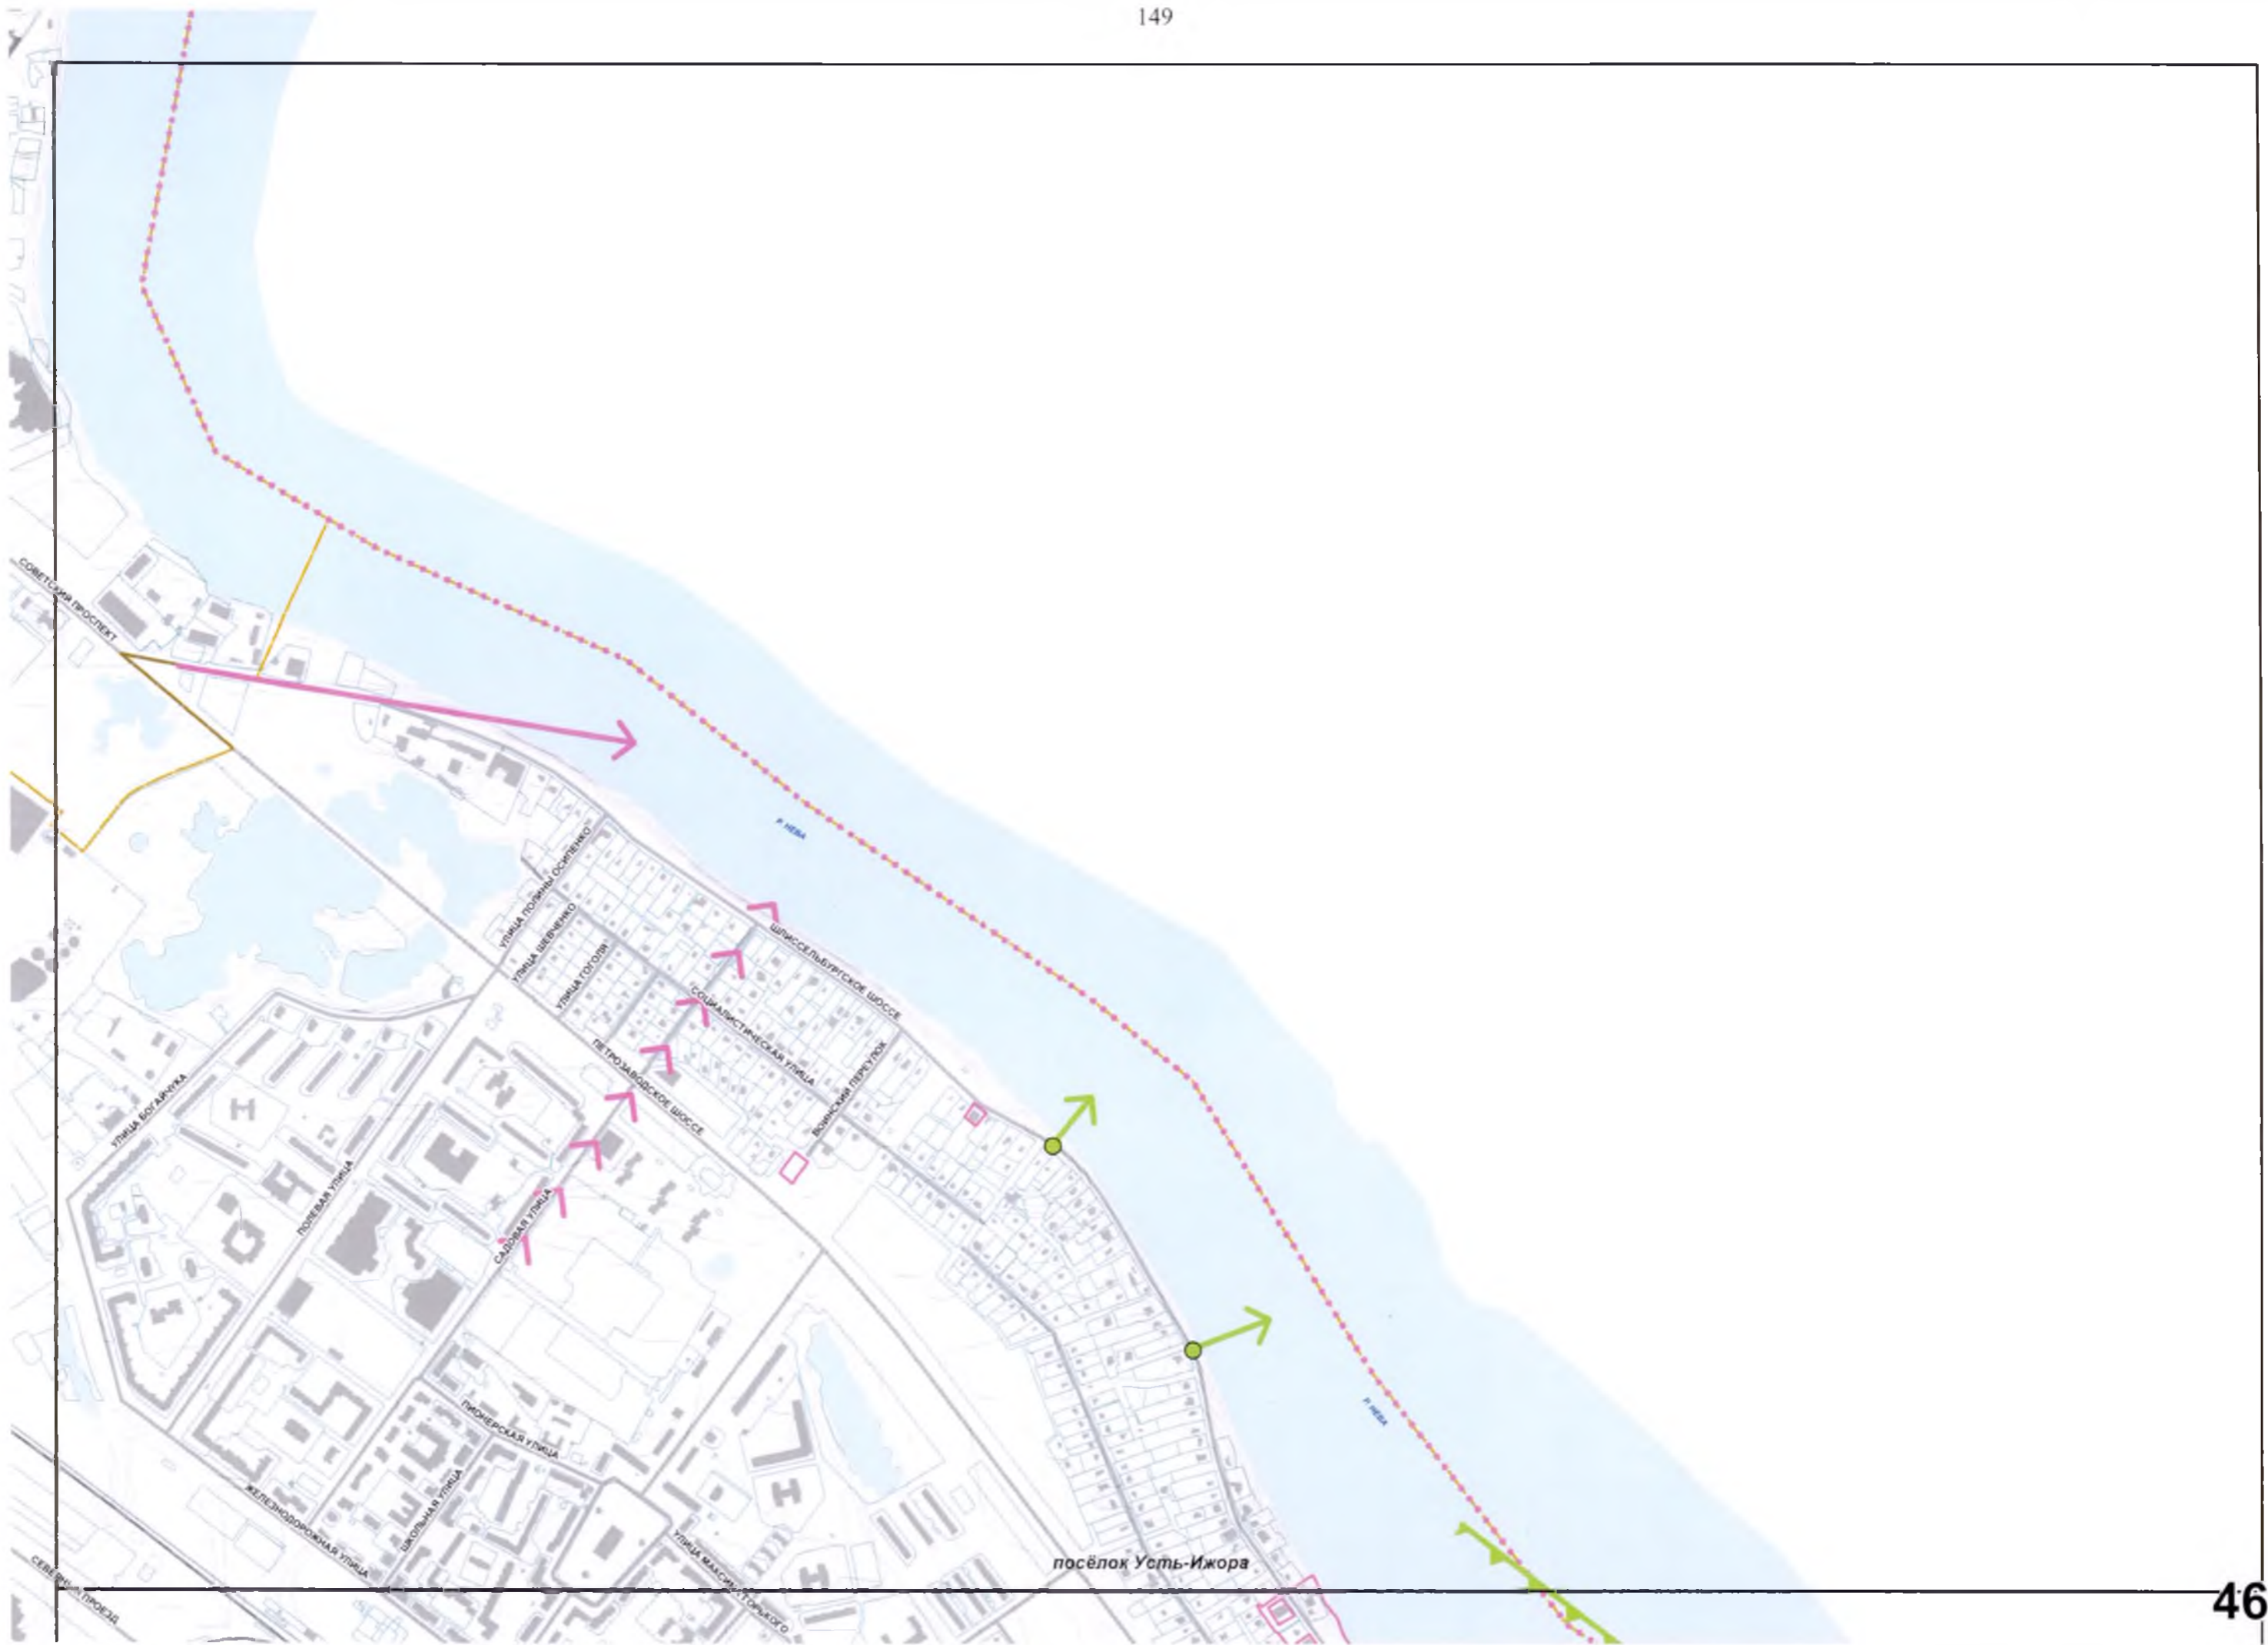 149
СОВЕТСКИЙ ПРОСПЕКТ
Р. НЕВА
УЛИЦА ПОЛИНЫ ОСИПЕНКО
УЛИЦА ШЕВЧЕНКО
УЛИЦА ГОГОЛЯ
ШЛИССЕЛЬБУРГСКОЕ ШОССЕ
СОЦИАЛИСТИЧЕСКАЯ УЛИЦА
ПЕТРОЗАВОДСКОЕ ШОССЕ
ВОИНСКИЙ ПЕРЕУЛОК
УЛИЦА БОГАЙЧУКА
ПОЛЕВАЯ УЛИЦА
САДОВАЯ УЛИЦА
Р. НЕВА
ПИОНЕРСКАЯ УЛИЦА
ШКОЛЬНАЯ УЛИЦА
ЖЕЛЕЗНОДОРОЖНАЯ УЛИЦА
УЛИЦА МАКСИМА ГОРЬКОГО
СЕВЕРНЫЙ ПРОЕЗД
посёлок Усть-Ижора
46